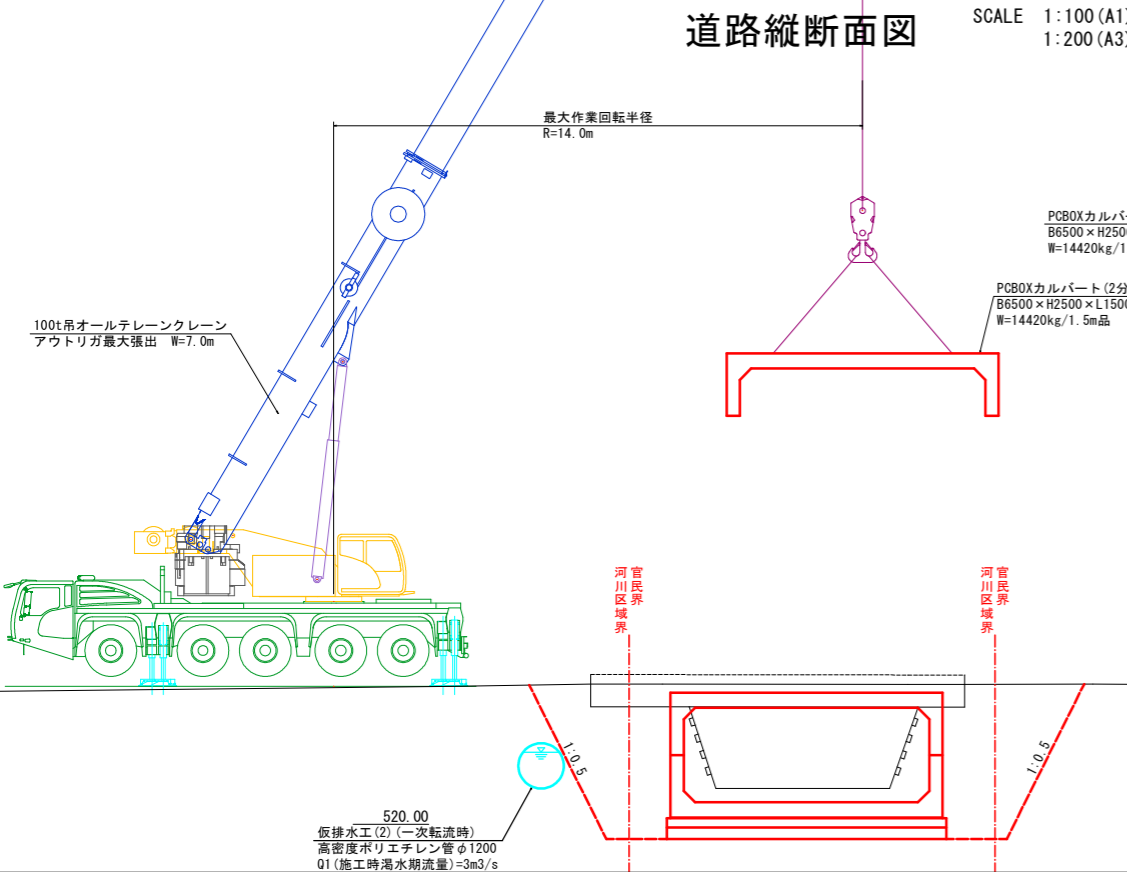 道路縦断面図
SCALE 1:100(A1)
1:200(A3)
最大作業回転半径
R=14.0m
PCBOXカルバ
B6500×H2500
W=14420kg/1
PCBOXカルバート(2分
B6500×H2500×L1500
W=14420kg/1.5m品
100t吊オールテレーンクレーン
アウトリガ最大張出 W=7.0m
官民界
河川区域界
官民界
河川区域界
1:0.5
1:0.5
520.00
仮排水工(2)(一次転流時)
高密度ポリエチレン管φ1200
Q1(施工時渇水期流量)=3m3/s